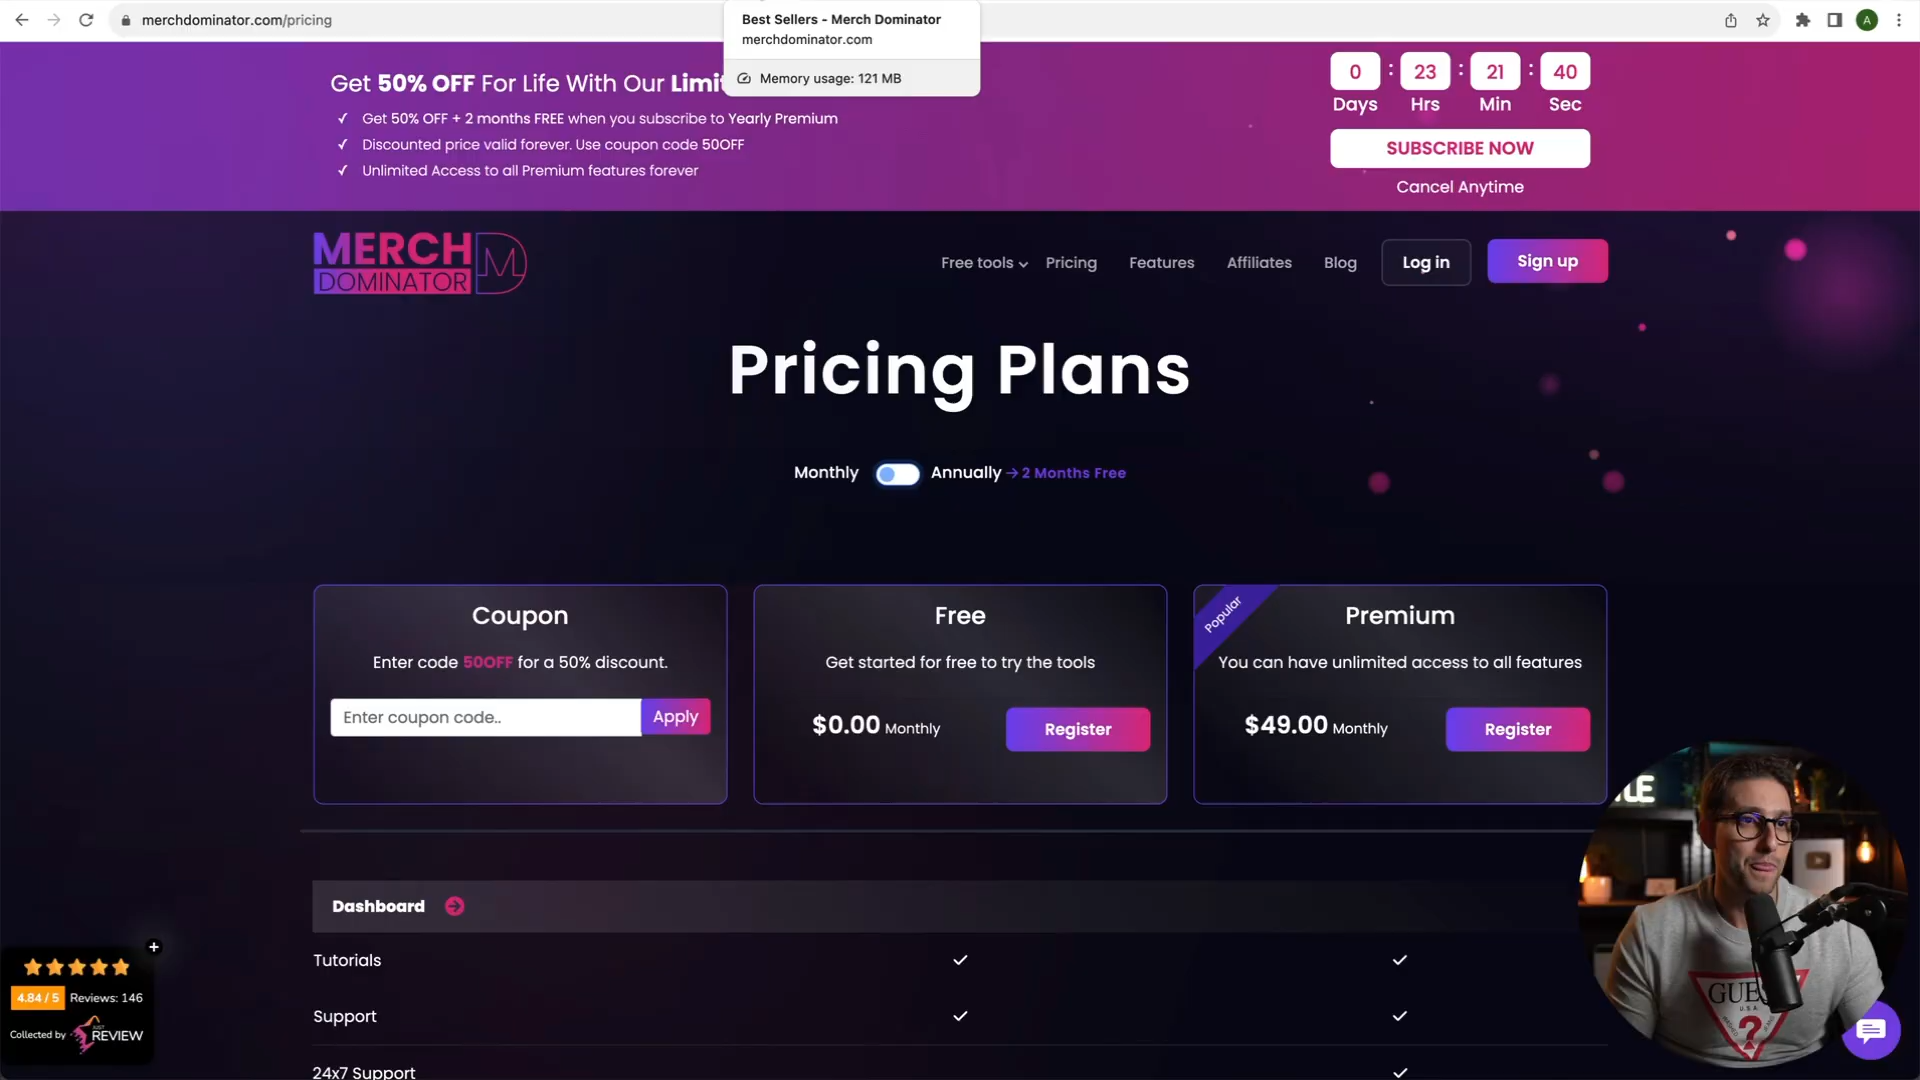 merchdominator.com/pricing
A
Best Sellers - Merch Dominator
merchdominator.com
Memory usage: 121 MB
Get 50% OFF For Life With Our Limit
✓ Get 50% OFF + 2 months FREE when you subscribe to Yearly Premium
✓ Discounted price valid forever. Use coupon code 50OFF
✓ Unlimited Access to all Premium features forever
0 : 23 : 21 : 40
Days Hrs Min Sec
SUBSCRIBE NOW
Cancel Anytime
MERCH
DOMINATOR
Free tools Pricing Features Affiliates Blog Log in Sign up
Pricing Plans
Monthly Annually → 2 Months Free
Coupon
Enter code 50OFF for a 50% discount.
Enter coupon code.. Apply
Free
Get started for free to try the tools
$0.00 Monthly Register
Popular
Premium
You can have unlimited access to all features
$49.00 Monthly Register
Dashboard
Tutorials
Support
24x7 Support
4.84 / 5 Reviews: 146
Collected by JUST REVIEW
GUESS
U.S.A.
?